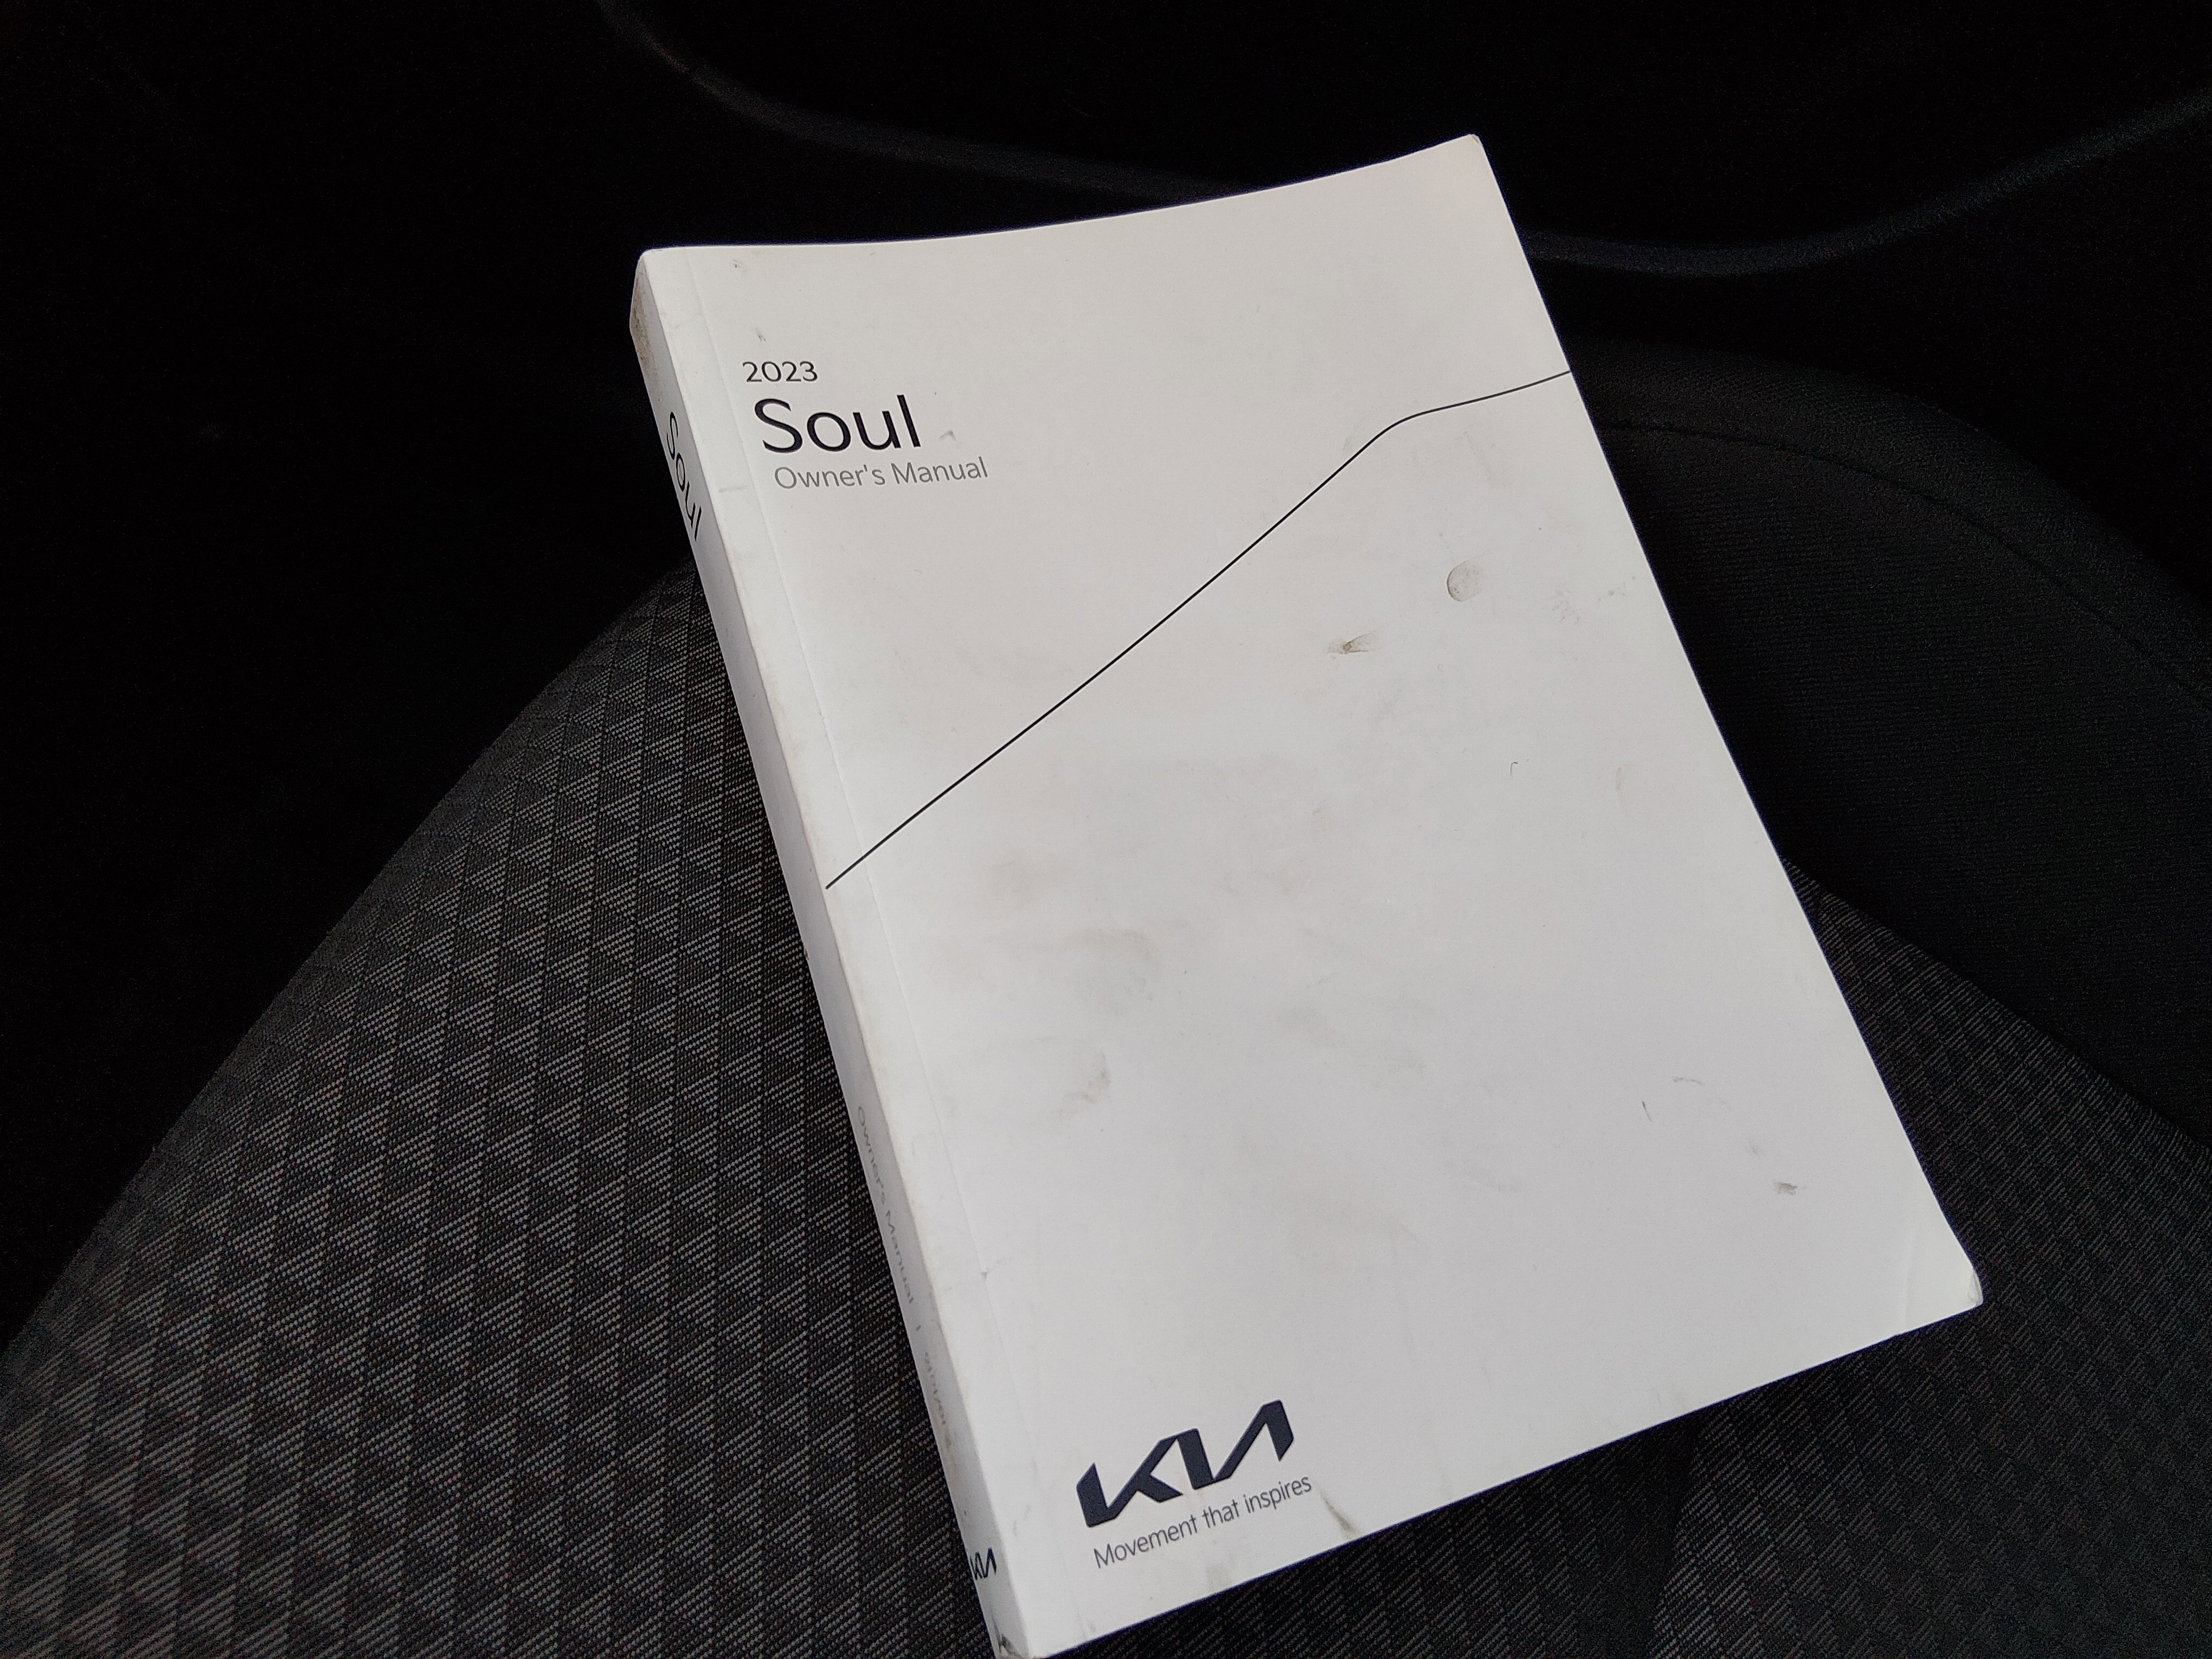 2023
Soul
Owner's Manual
KIA
Movement that inspires
Soul
Owner's Manual
KIA